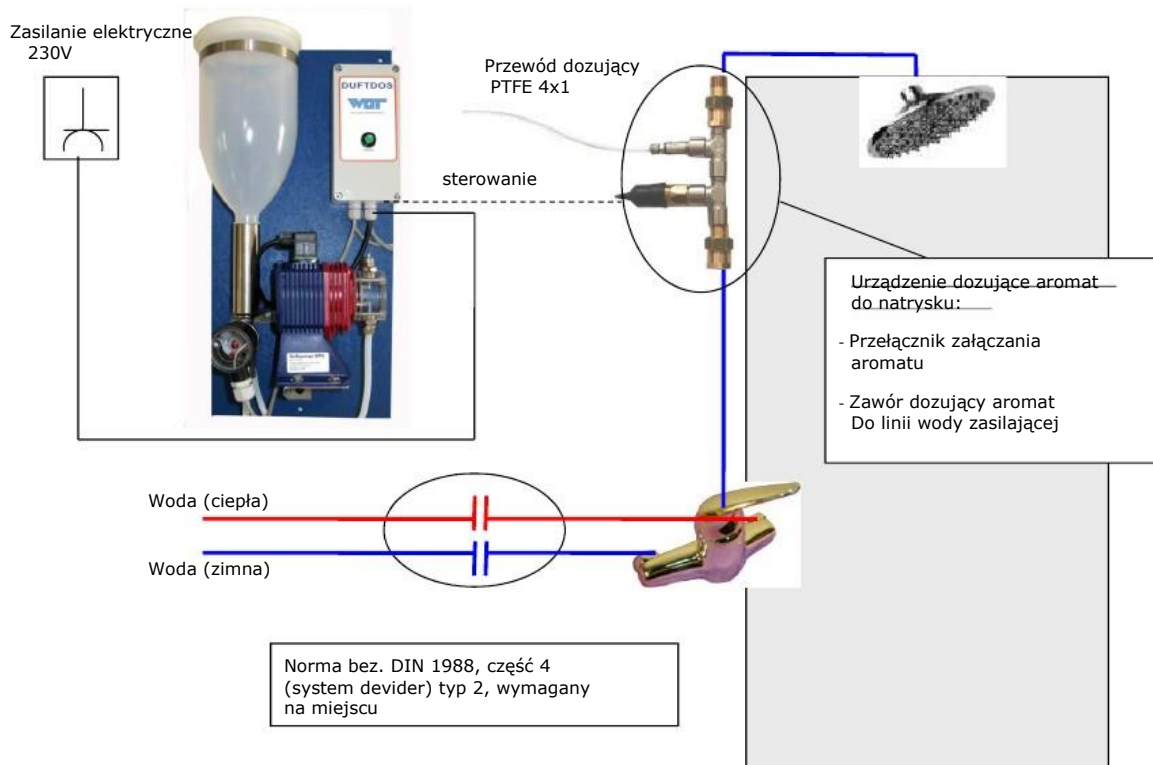 Zasilanie elektryczne
230V
DUFTDOS
WDT
Przewód dozujący
PTFE 4x1
sterowanie
Urządzenie dozujące aromat
do natrysku:
- Przełącznik załączania
aromatu
- Zawór dozujący aromat
Do linii wody zasilającej
Woda (ciepła)
Woda (zimna)
Norma bez. DIN 1988, część 4
(system devider) typ 2, wymagany
na miejscu